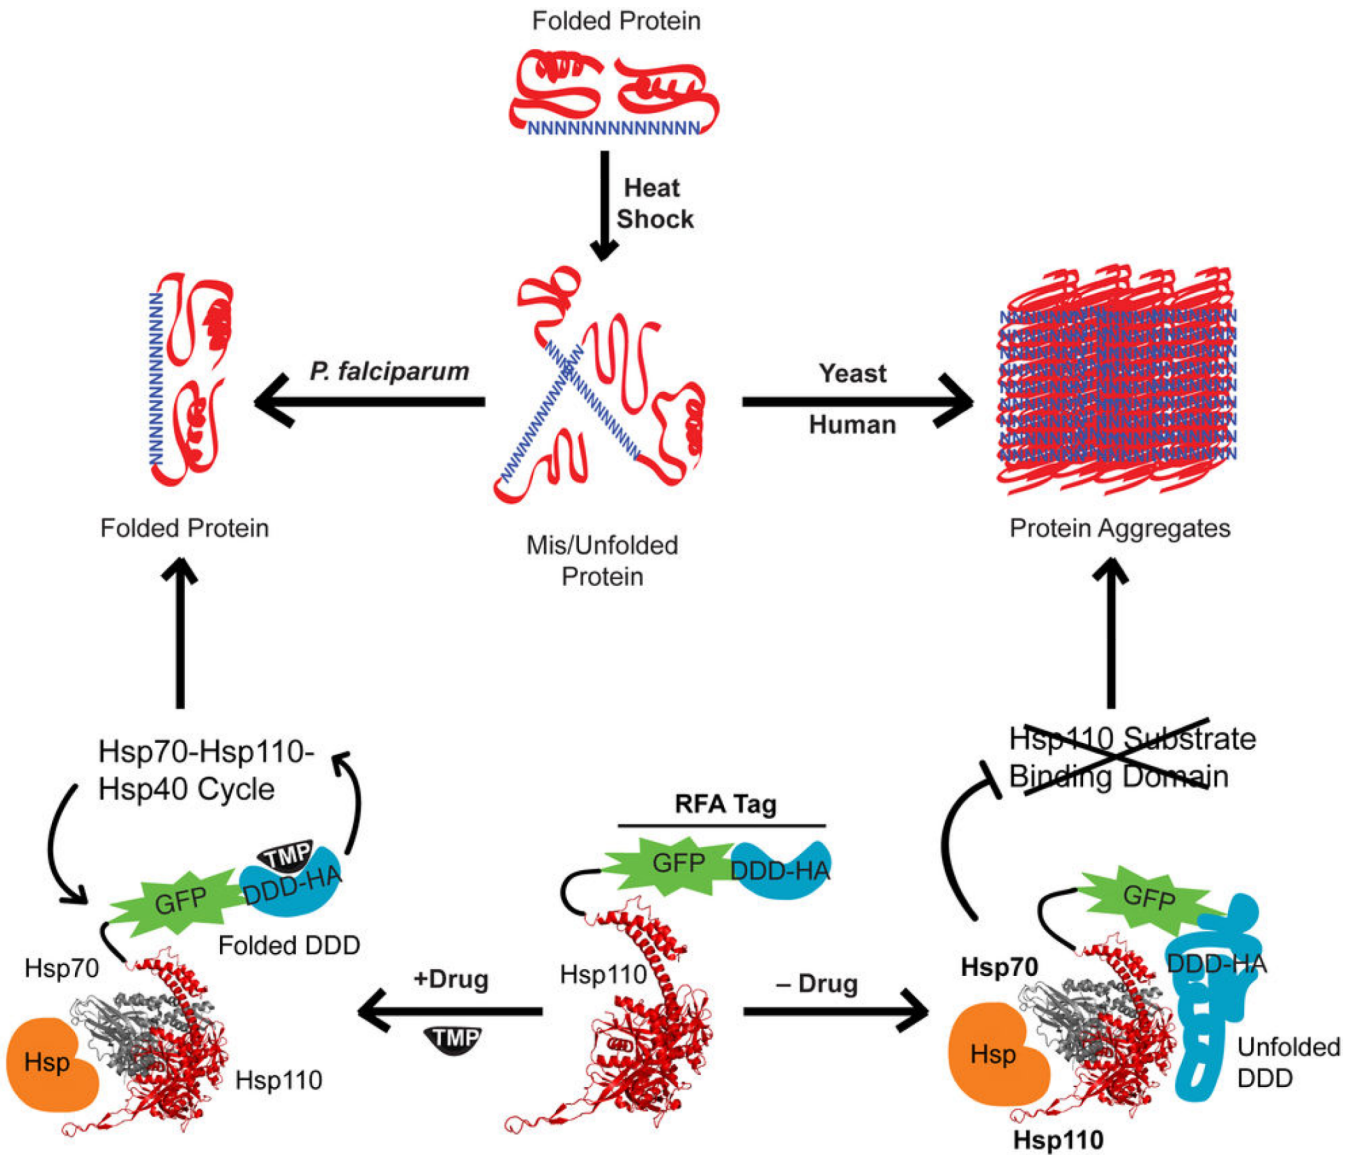 Folded Protein
NNNNNNNNNNNNN
Heat
Shock
P. falciparum
Yeast
Human
Folded Protein
Mis/Unfolded
Protein
Protein Aggregates
Hsp70-Hsp110-
Hsp40 Cycle
Hsp110 Substrate
Binding Domain
RFA Tag
GFP
DDD-HA
TMP
GFP
DDD-HA
Folded DDD
GFP
DDD-HA
Hsp70
Hsp
Hsp110
+Drug
TMP
Hsp110
– Drug
Hsp70
Hsp
Hsp110
Unfolded
DDD